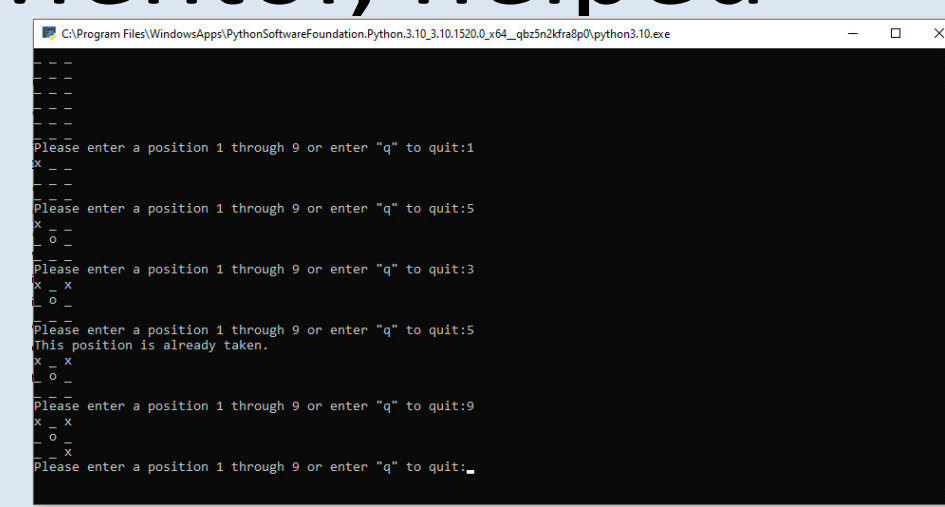 helped
C:\Program Files\WindowsApps\PythonSoftwareFoundation.Python.3.10_3.10.1520.0_x64__qbz5n2kfra8p0\python3.10.exe
_ _ _
_ _ _
_ _ _
_ _ _
_ _ _
_ _ _
Please enter a position 1 through 9 or enter "q" to quit:1
x _ _
_ _ _
_ _ _
Please enter a position 1 through 9 or enter "q" to quit:5
x _ _
_ o _
_ _ _
Please enter a position 1 through 9 or enter "q" to quit:3
x _ x
_ o _
_ _ _
Please enter a position 1 through 9 or enter "q" to quit:5
This position is already taken.
x _ x
_ o _
_ _ _
Please enter a position 1 through 9 or enter "q" to quit:9
x _ x
_ o _
_ _ x
Please enter a position 1 through 9 or enter "q" to quit: